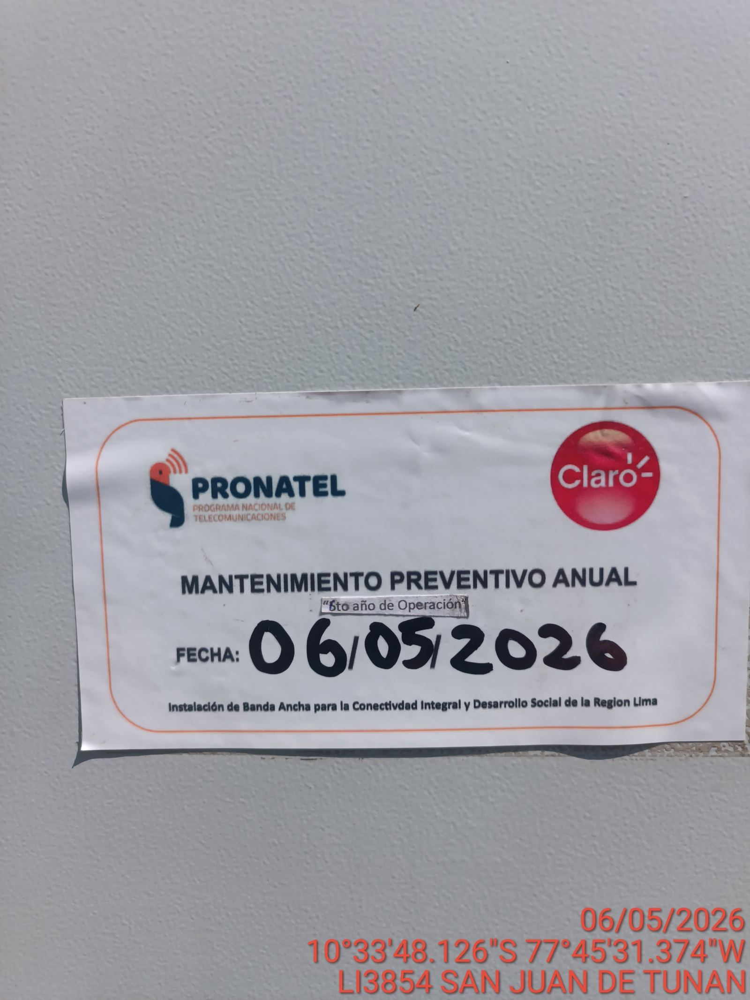 PRONATEL
PROGRAMA NACIONAL DE
TELECOMUNICACIONES
Claro
MANTENIMIENTO PREVENTIVO ANUAL
"6to año de Operación"
FECHA: 06/05/2026
Instalación de Banda Ancha para la Conectivdad Integral y Desarrollo Social de la Region Lima
06/05/2026
10°33'48.126"S 77°45'31.374"W
LI3854 SAN JUAN DE TUNAN